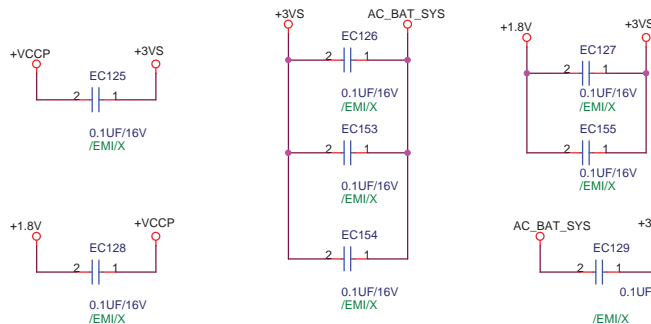 +VCCP
+3VS
EC125
2
1
0.1UF/16V
/EMI/X
+3VS
AC_BAT_SYS
EC126
2
1
0.1UF/16V
/EMI/X
EC153
2
1
0.1UF/16V
/EMI/X
EC154
2
1
0.1UF/16V
/EMI/X
+1.8V
+3VS
EC127
2
1
0.1UF/16V
/EMI/X
EC155
2
1
0.1UF/16V
/EMI/X
+1.8V
+VCCP
EC128
2
1
0.1UF/16V
/EMI/X
AC_BAT_SYS
+3
EC129
2
1
0.1UF
/EMI/X